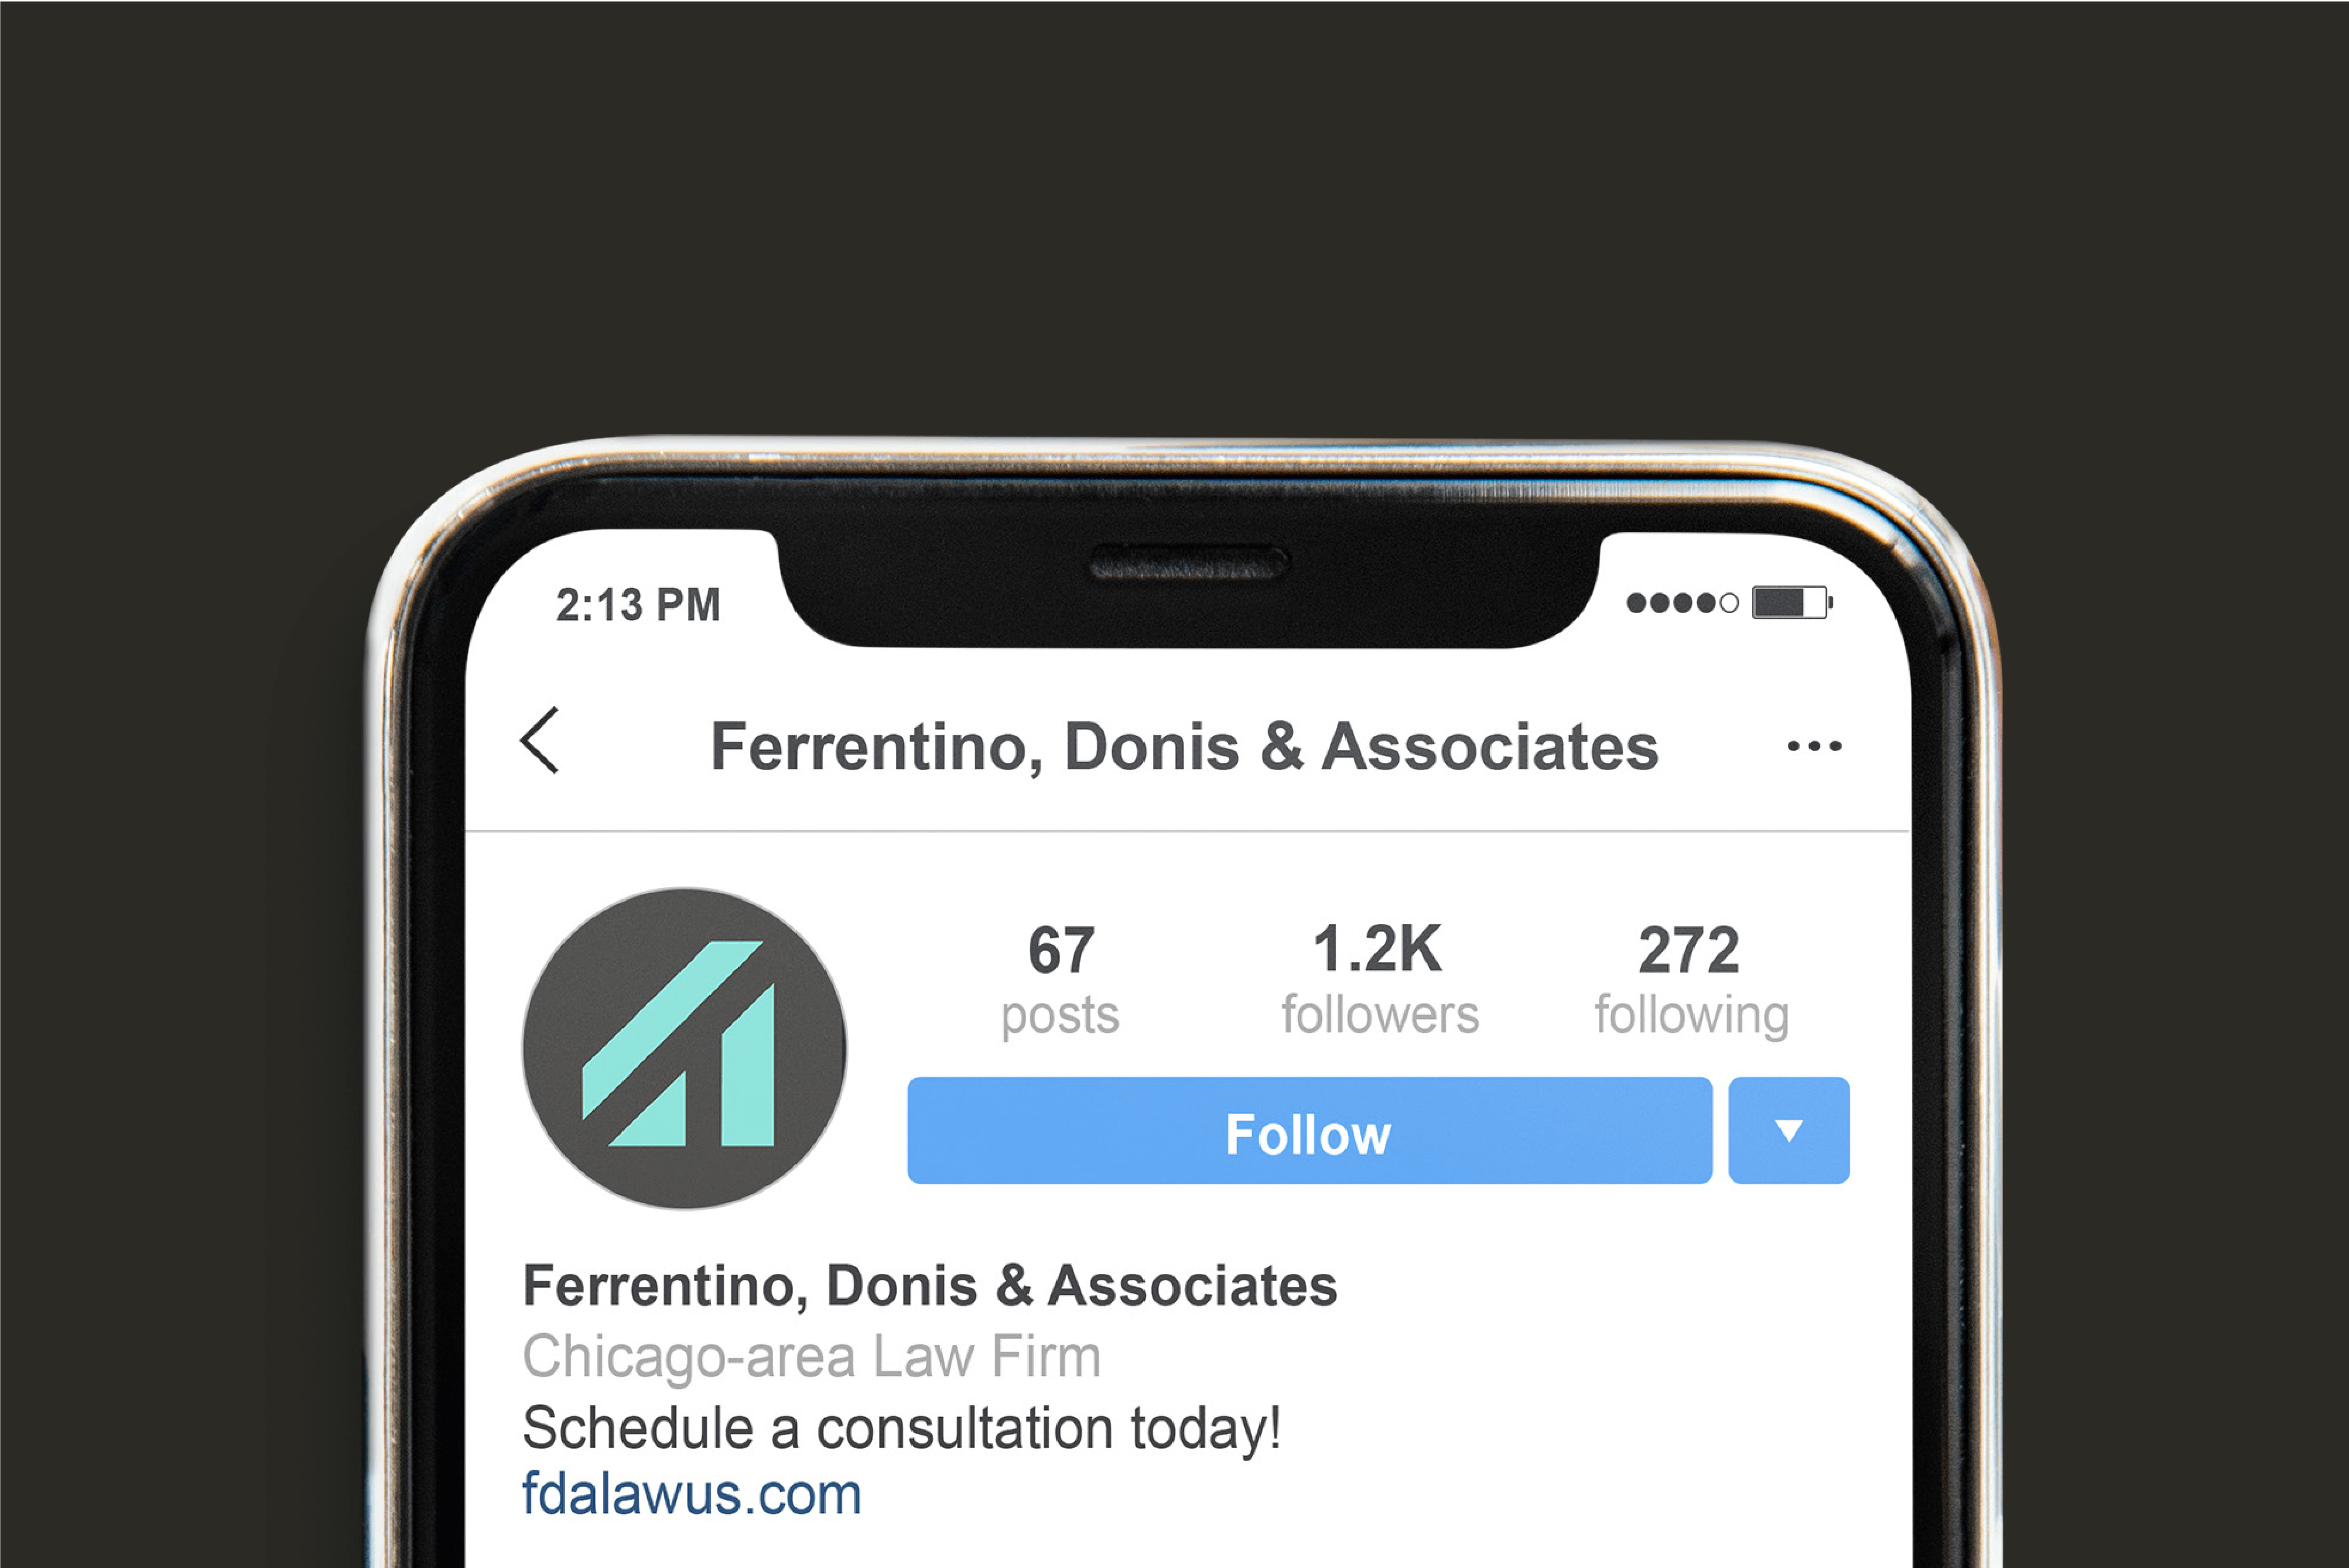 2:13 PM
Ferrentino, Donis & Associates
67 1.2K 272
posts followers following
Follow
Ferrentino, Donis & Associates
Chicago-area Law Firm
Schedule a consultation today!
fdalawus.com